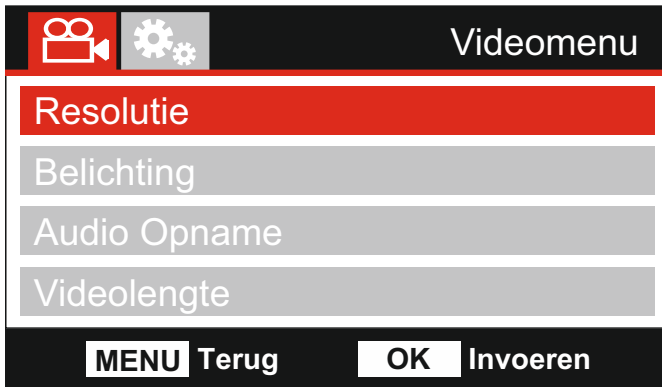 Videomenu
Resolutie
Belichting
Audio Opname
Videolengte
MENU Terug OK Invoeren